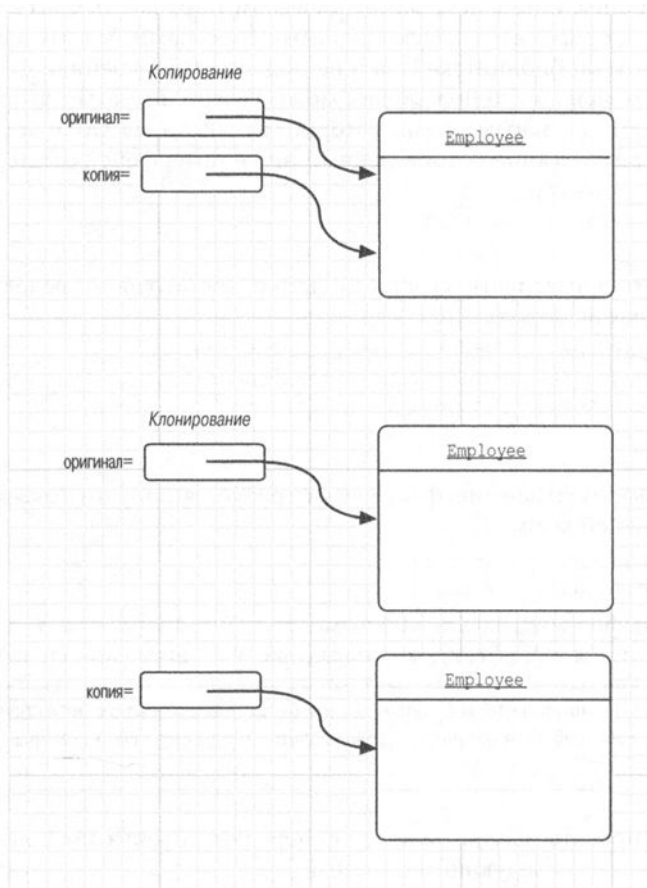 Копирование
оригинал=
Employee
копия=
Клонирование
оригинал=
Employee
копия=
Employee